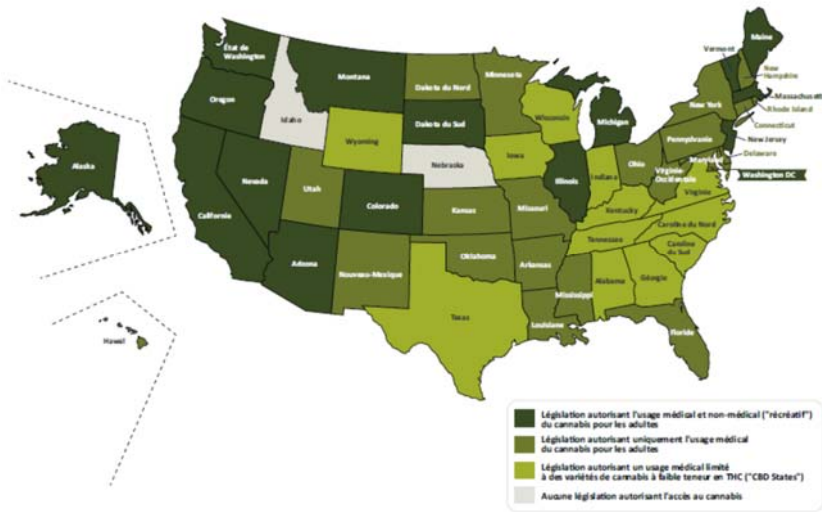 Maine
Vermont
État de
Washington
Montana
Dakota du Nord
Minnesota
New
Hampshire
Massachusett
Rhode Island
Connecticut
New Jersey
Delaware
Maryland
Washington DC
Oregon
Idaho
Wyoming
Dakota du Sud
Wisconsin
Michigan
New York
Pennsylvanie
Alaska
Nevada
Utah
Colorado
Nebraska
Iowa
Illinois
Indiana
Ohio
Virginie-
Occidentale
Virginie
Californie
Kansas
Missouri
Kentucky
Caroline du Nord
Tennessee
Caroline
du Sud
Arizona
Nouveau-Mexique
Oklahoma
Arkansas
Mississippi
Alabama
Géorgie
Texas
Louisiane
Floride
Hawaï
Législation autorisant l'usage médical et non-médical ("récréatif")
du cannabis pour les adultes
Législation autorisant uniquement l'usage médical
du cannabis pour les adultes
Législation autorisant un usage médical limité
à des variétés de cannabis à faible teneur en THC ("CBD States")
Aucune législation autorisant l'accès au cannabis